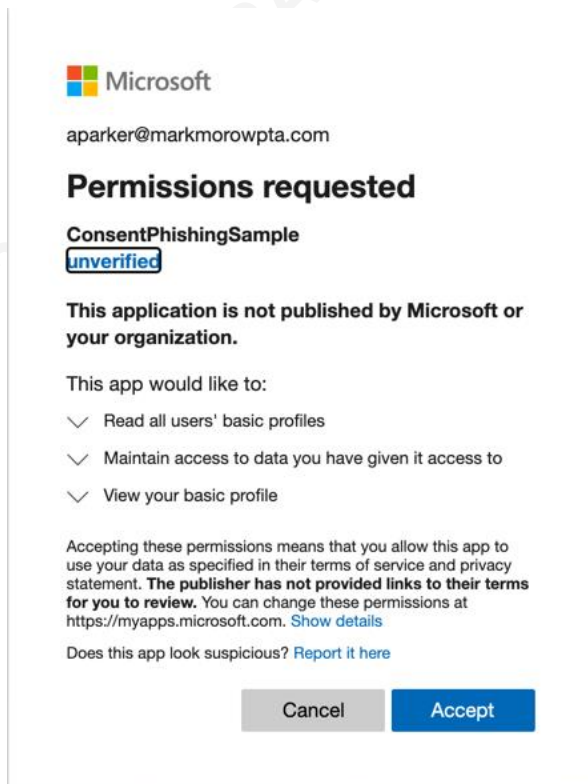 Microsoft
aparker@markmorowpta.com
Permissions requested
ConsentPhishingSample
unverified
This application is not published by Microsoft or
your organization.
This app would like to:
Read all users' basic profiles
Maintain access to data you have given it access to
View your basic profile
Accepting these permissions means that you allow this app to
use your data as specified in their terms of service and privacy
statement. The publisher has not provided links to their terms
for you to review. You can change these permissions at
https://myapps.microsoft.com. Show details
Does this app look suspicious? Report it here
Cancel Accept